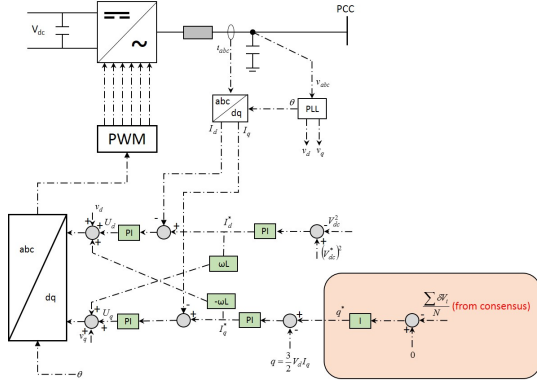 PCC
V_dc
i_abc
v_abc
abc
dq
θ
PLL
I_d
I_q
v_d
v_q
PWM
v_d
U_d
PI
-
+
I_d^*
PI
-
V_dc^2
+
(V_dc^*)^2
abc
dq
ωL
-ωL
U_q
v_q
PI
-
+
I_q^*
PI
+
-
q^*
I
-
+
∑δV_i
N
(from consensus)
0
q = 3/2 V_d I_q
θ